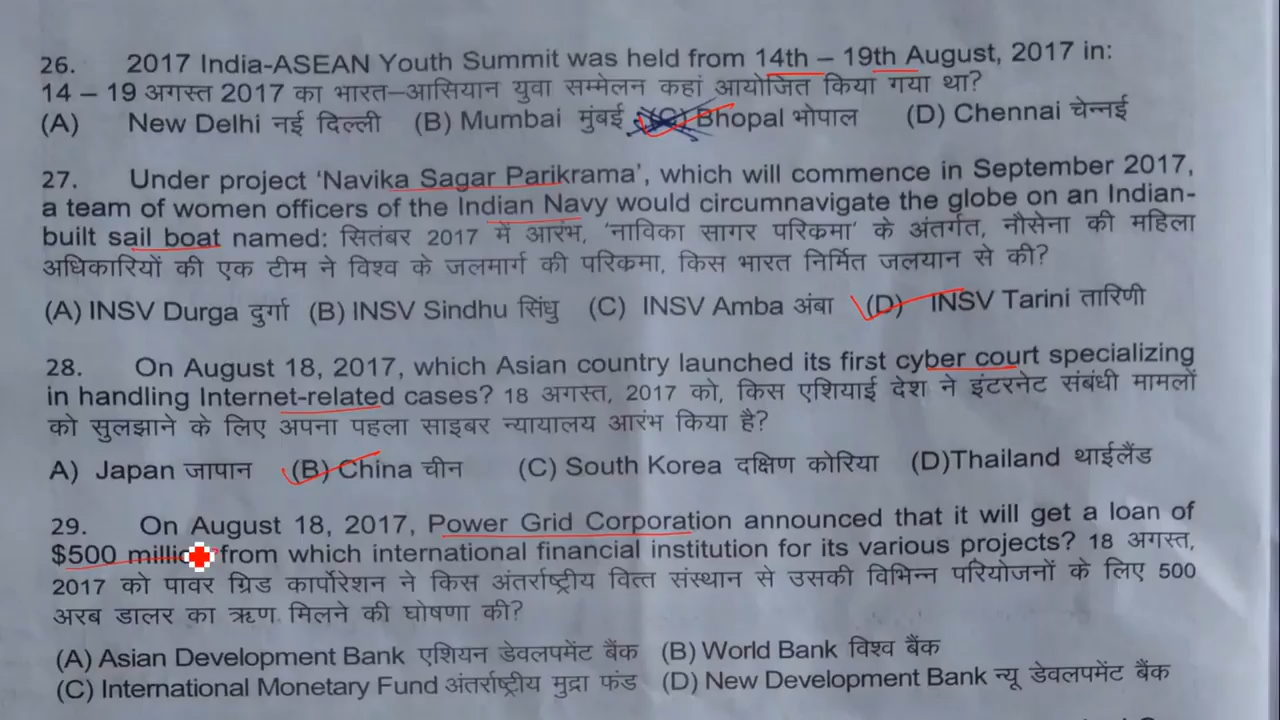 26. 2017 India-ASEAN Youth Summit was held from 14th – 19th August, 2017 in:
14 – 19 अगस्त 2017 का भारत–आसियान युवा सम्मेलन कहां आयोजित किया गया था?
(A) New Delhi नई दिल्ली (B) Mumbai मुंबई (C) Bhopal भोपाल (D) Chennai चेन्नई
27. Under project ‘Navika Sagar Parikrama’, which will commence in September 2017,
a team of women officers of the Indian Navy would circumnavigate the globe on an Indian-
built sail boat named: सितंबर 2017 में आरंभ, ‘नाविका सागर परिकमा’ के अंतर्गत, नौसेना की महिला
अधिकारियों की एक टीम ने विश्व के जलमार्ग की परिकमा, किस भारत निर्मित जलयान से की?
(A) INSV Durga दुर्गा (B) INSV Sindhu सिंधु (C) INSV Amba अंबा (D) INSV Tarini तारिणी
28. On August 18, 2017, which Asian country launched its first cyber court specializing
in handling Internet-related cases? 18 अगस्त, 2017 को, किस एशियाई देश ने इंटरनेट संबंधी मामलों
को सुलझाने के लिए अपना पहला साइबर न्यायालय आरंभ किया है?
A) Japan जापान (B) China चीन (C) South Korea दक्षिण कोरिया (D)Thailand थाईलैंड
29. On August 18, 2017, Power Grid Corporation announced that it will get a loan of
$500 million from which international financial institution for its various projects? 18 अगस्त,
2017 को पावर ग्रिड कार्पोरेशन ने किस अंतर्राष्ट्रीय वित्त संस्थान से उसकी विभिन्न परियोजनों के लिए 500
अरब डालर का ऋण मिलने की घोषणा की?
(A) Asian Development Bank एशियन डेवलपमेंट बैंक (B) World Bank विश्व बैंक
(C) International Monetary Fund अंतर्राष्ट्रीय मुद्रा फंड (D) New Development Bank न्यू डेवलपमेंट बैंक